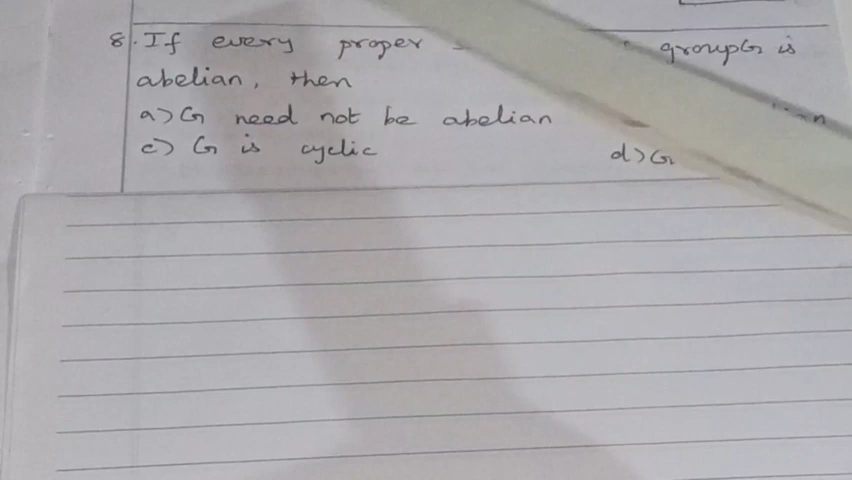 8. If every proper groupG is
abelian, then
a) G need not be abelian
c) G is cyclic d) G